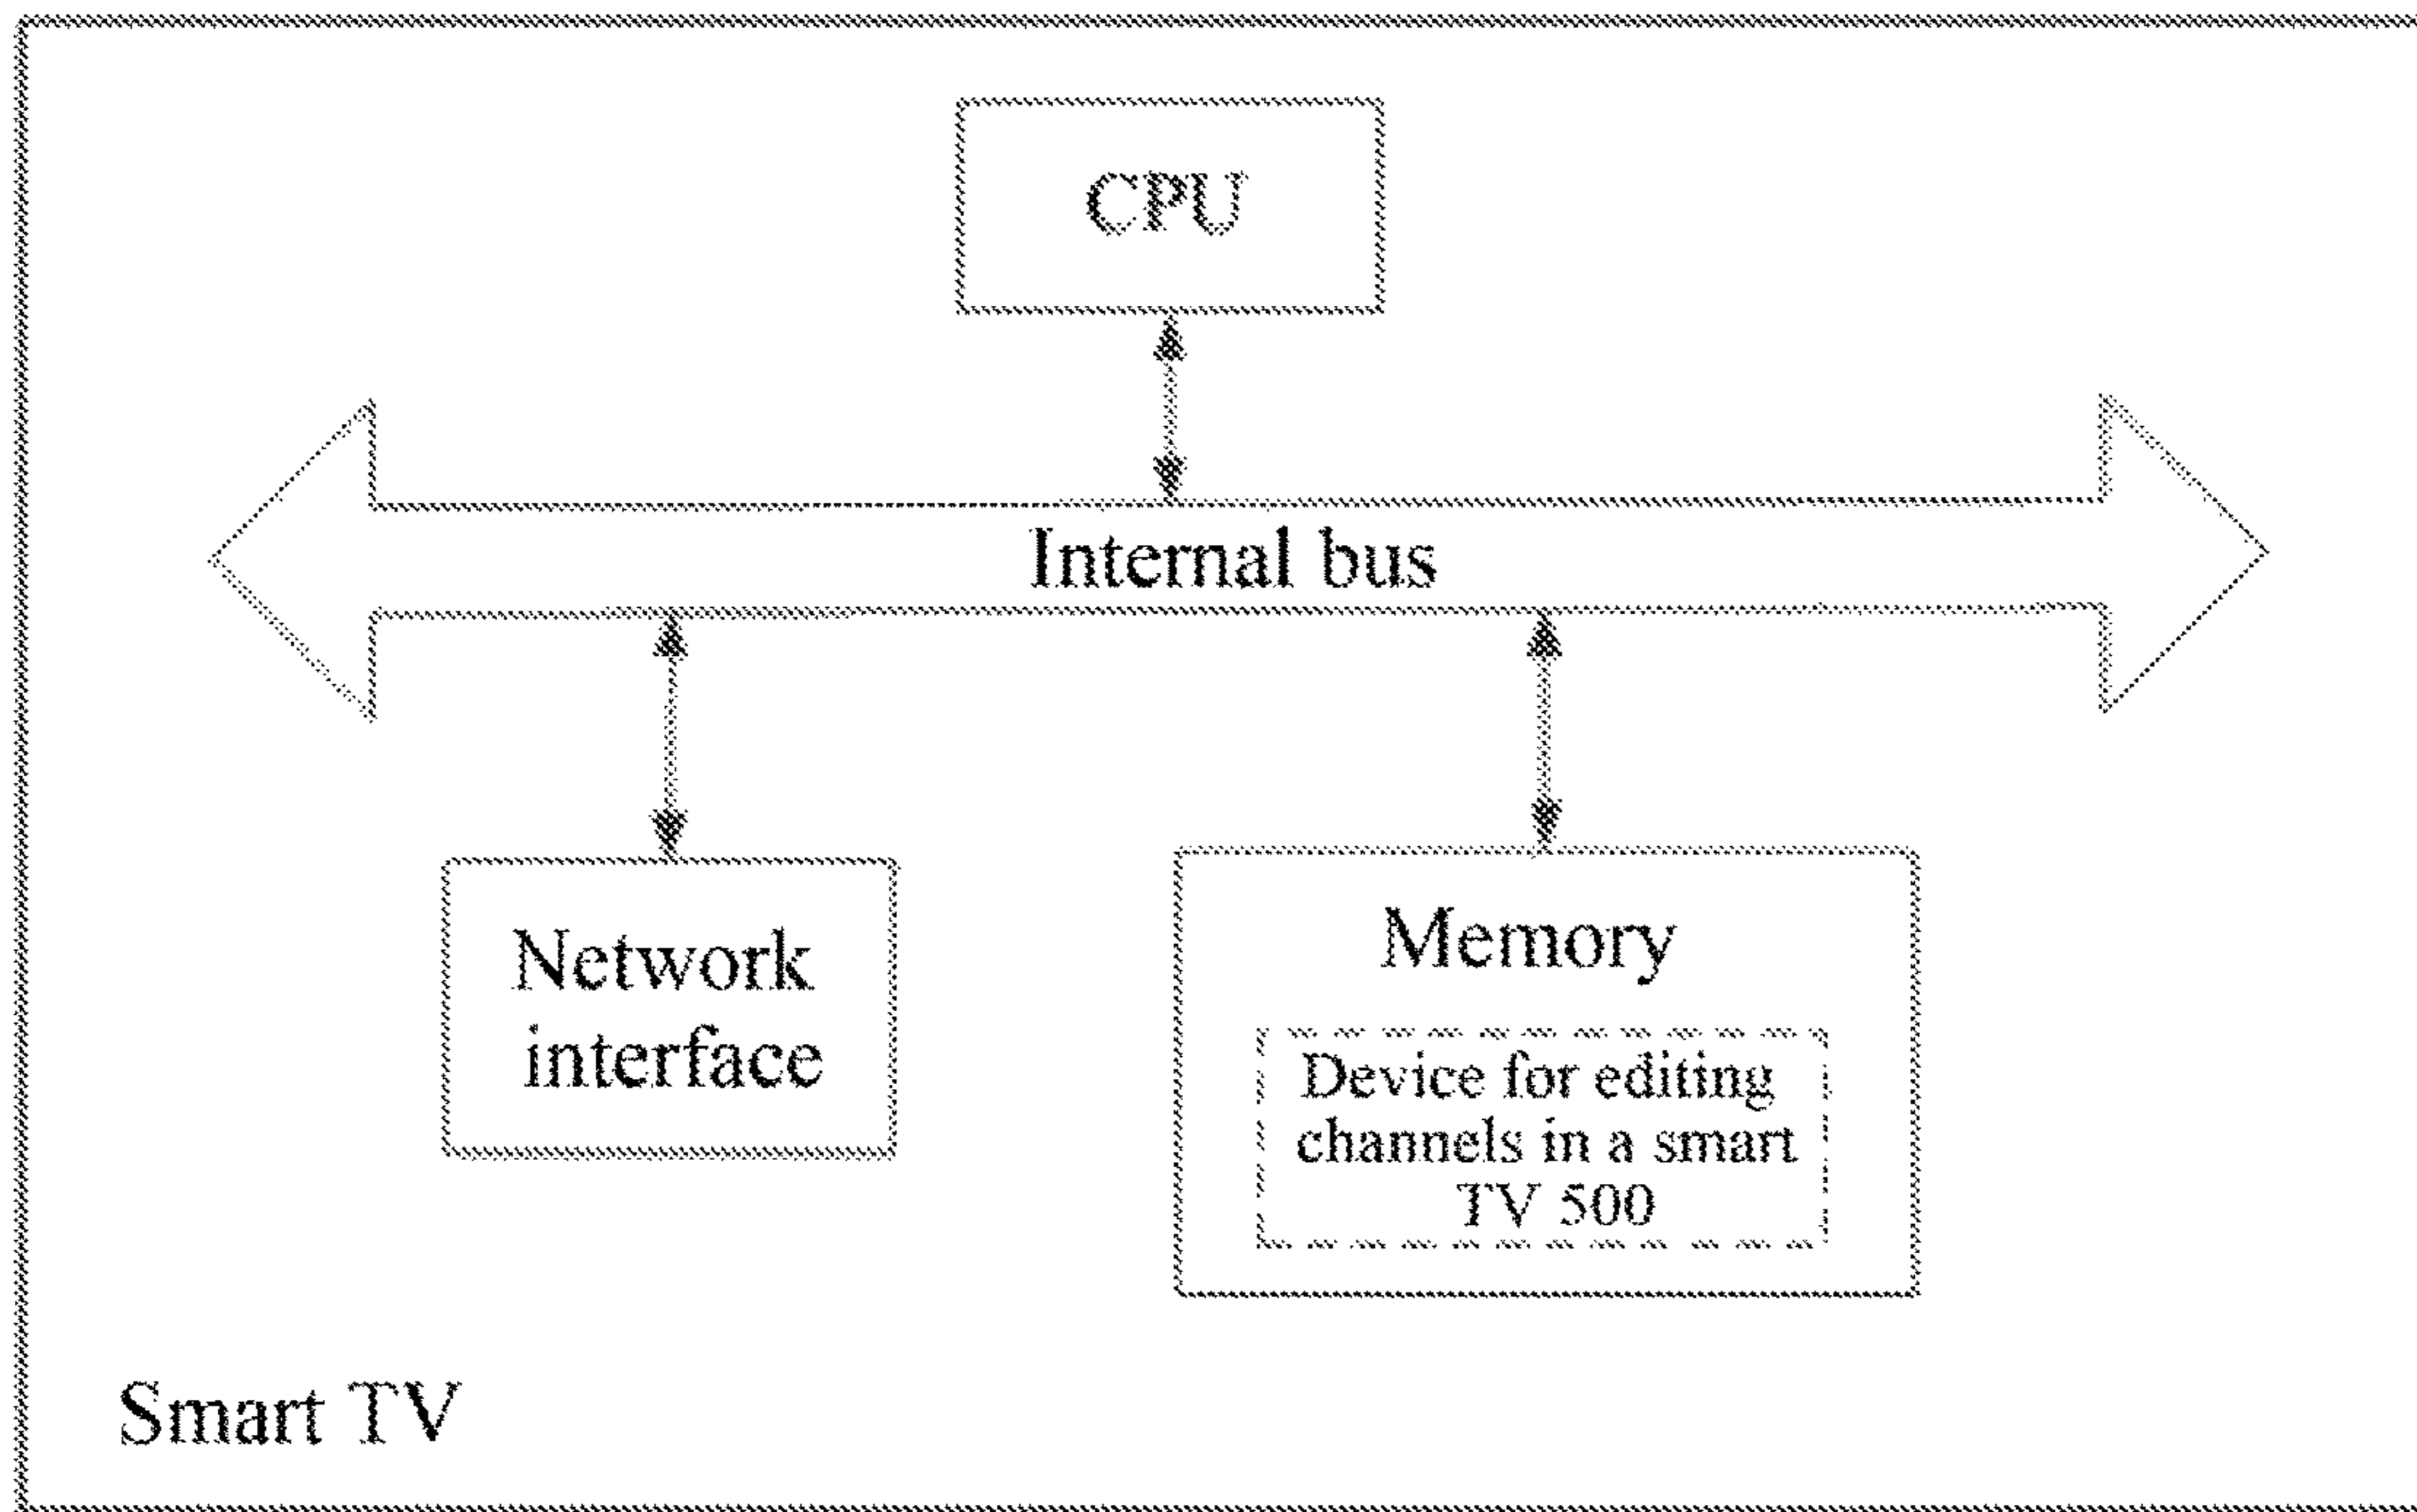 CPU
Internal bus
Network
interface
Memory
Device for editing
channels in a smart
TV 500
Smart TV